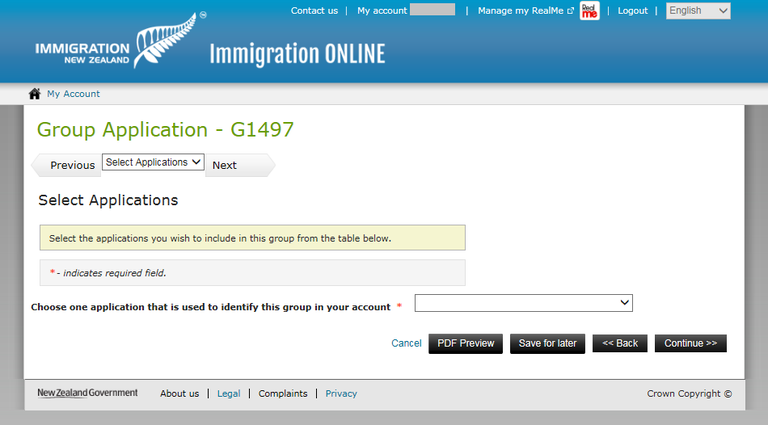 Contact us | My account | Manage my RealMe Real me | Logout | English
IMMIGRATION
NEW ZEALAND
TM
Immigration ONLINE
My Account
Group Application - G1497
Previous Select Applications Next
Select Applications
Select the applications you wish to include in this group from the table below.
* - indicates required field.
Choose one application that is used to identify this group in your account *
Cancel PDF Preview Save for later << Back Continue >>
New Zealand Government About us | Legal | Complaints | Privacy Crown Copyright ©